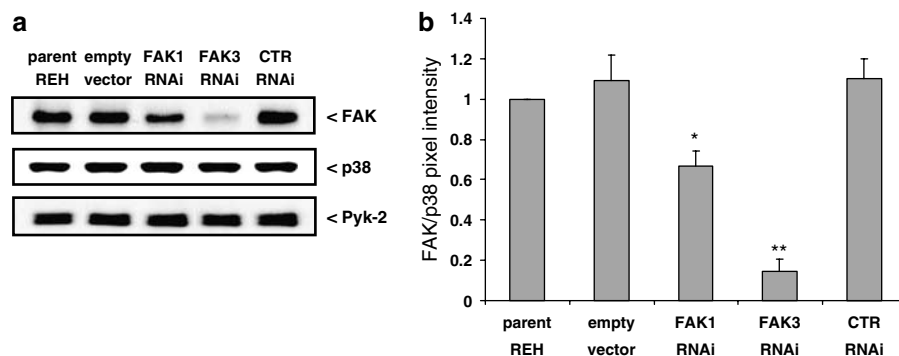 a
parent empty FAK1 FAK3 CTR
REH vector RNAi RNAi RNAi
< FAK
< p38
< Pyk-2
b
FAK/p38 pixel intensity
1.4
1.2
1
0.8
0.6
0.4
0.2
0
*
**
parent empty FAK1 FAK3 CTR
REH vector RNAi RNAi RNAi